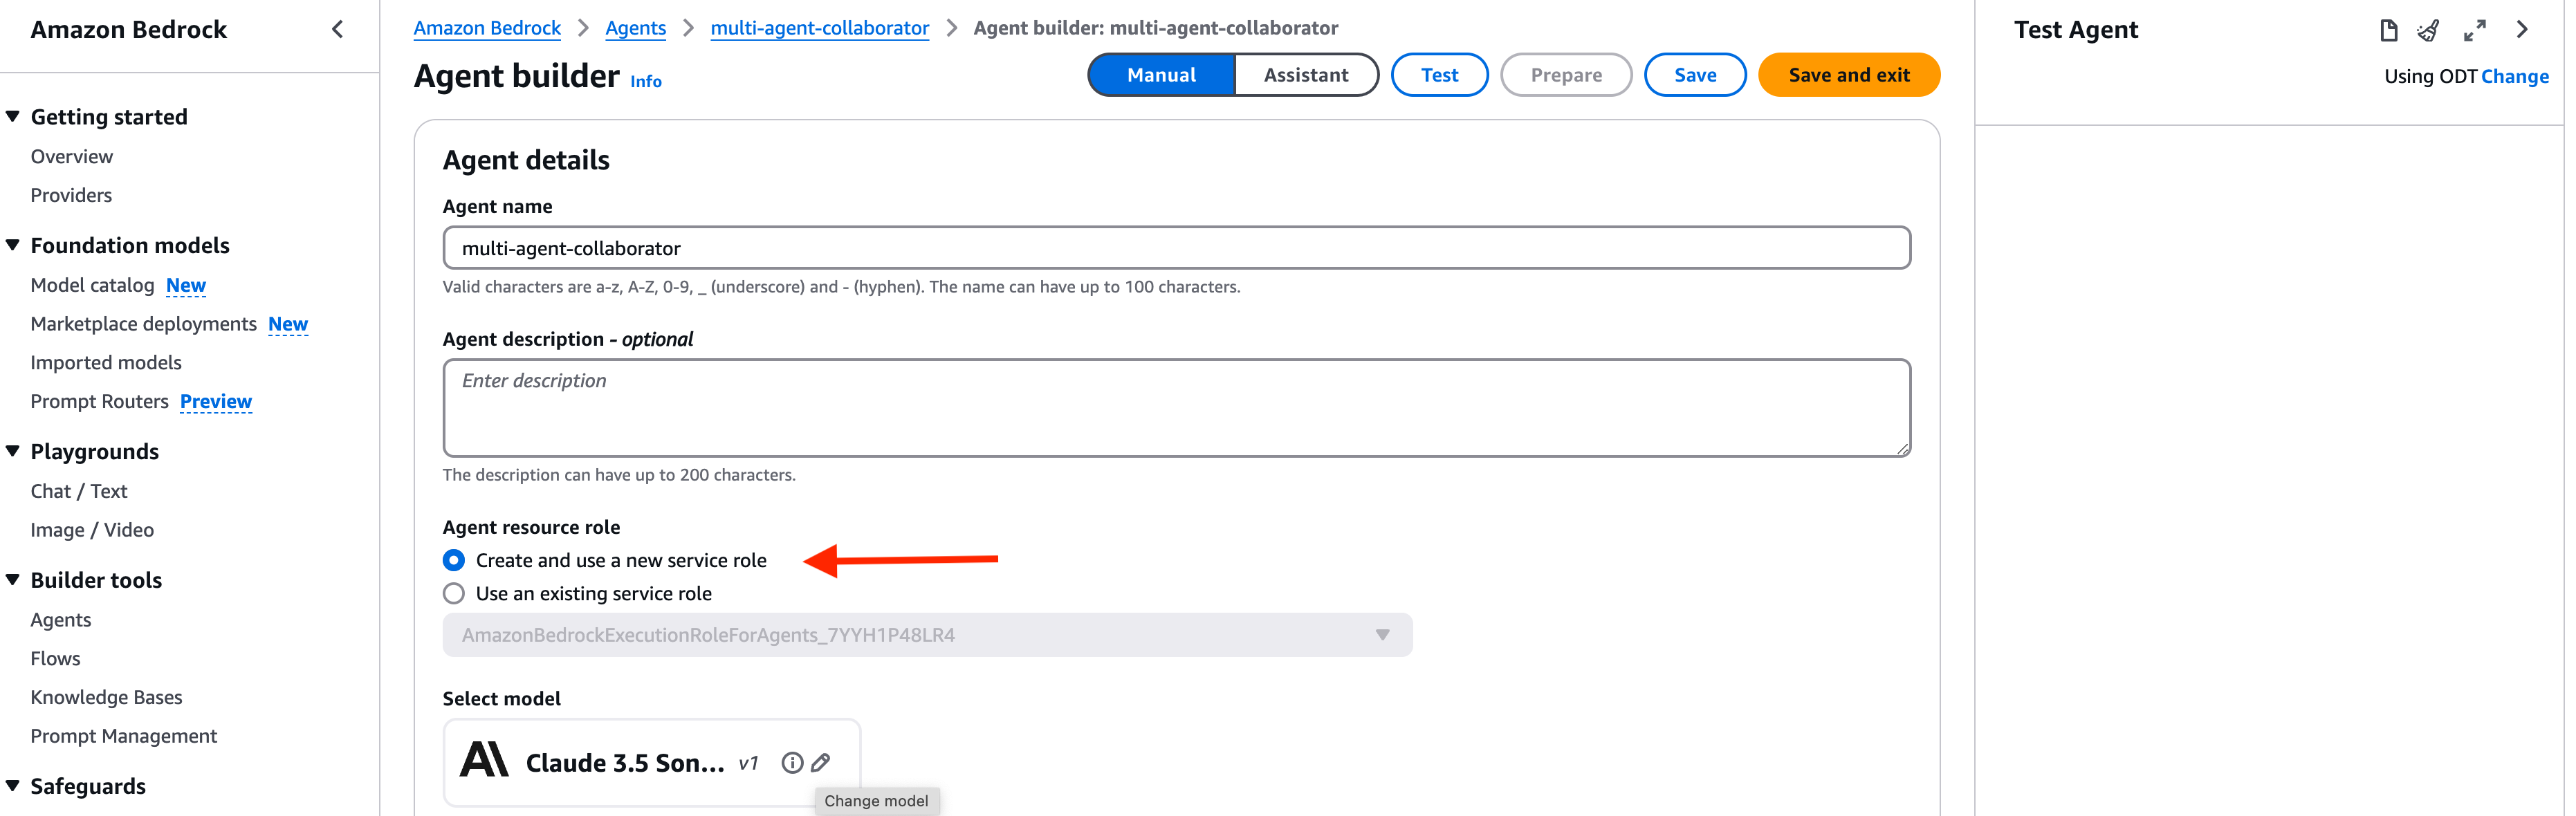 Amazon Bedrock
Getting started
Overview
Providers
Foundation models
Model catalog New
Marketplace deployments New
Imported models
Prompt Routers Preview
Playgrounds
Chat / Text
Image / Video
Builder tools
Agents
Flows
Knowledge Bases
Prompt Management
Safeguards
Amazon Bedrock > Agents > multi-agent-collaborator > Agent builder: multi-agent-collaborator
Agent builder Info
Manual Assistant Test Prepare Save Save and exit
Agent details
Agent name
multi-agent-collaborator
Valid characters are a-z, A-Z, 0-9, _ (underscore) and - (hyphen). The name can have up to 100 characters.
Agent description - optional
Enter description
The description can have up to 200 characters.
Agent resource role
Create and use a new service role
Use an existing service role
AmazonBedrockExecutionRoleForAgents_7YYH1P48LR4
Select model
Claude 3.5 Son... v1
Change model
Test Agent
Using ODT Change